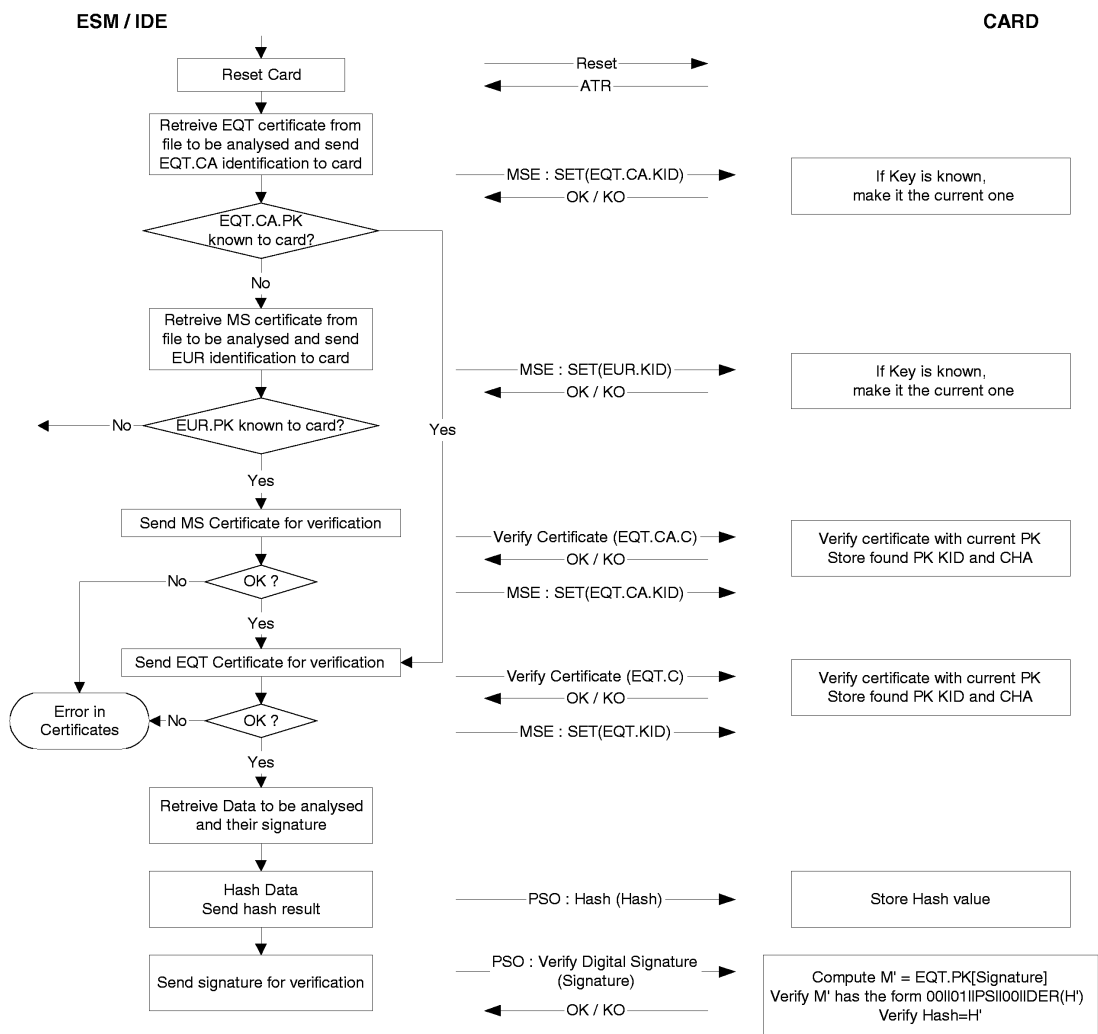 ESM / IDE
CARD
Reset Card
Reset
ATR
Retreive EQT certificate from
file to be analysed and send
EQT.CA identification to card
MSE : SET(EQT.CA.KID)
OK / KO
If Key is known,
make it the current one
EQT.CA.PK
known to card?
No
Retreive MS certificate from
file to be analysed and send
EUR identification to card
MSE : SET(EUR.KID)
OK / KO
If Key is known,
make it the current one
No
EUR.PK known to card?
Yes
Yes
Send MS Certificate for verification
Verify Certificate (EQT.CA.C)
OK / KO
Verify certificate with current PK
Store found PK KID and CHA
No
OK ?
MSE : SET(EQT.CA.KID)
Yes
Send EQT Certificate for verification
Verify Certificate (EQT.C)
OK / KO
Verify certificate with current PK
Store found PK KID and CHA
Error in
Certificates
No
OK ?
MSE : SET(EQT.KID)
Yes
Retreive Data to be analysed
and their signature
Hash Data
Send hash result
PSO : Hash (Hash)
Store Hash value
Send signature for verification
PSO : Verify Digital Signature
(Signature)
OK / KO
Compute M' = EQT.PK[Signature]
Verify M' has the form 00||01||PS||00||DER(H')
Verify Hash=H'